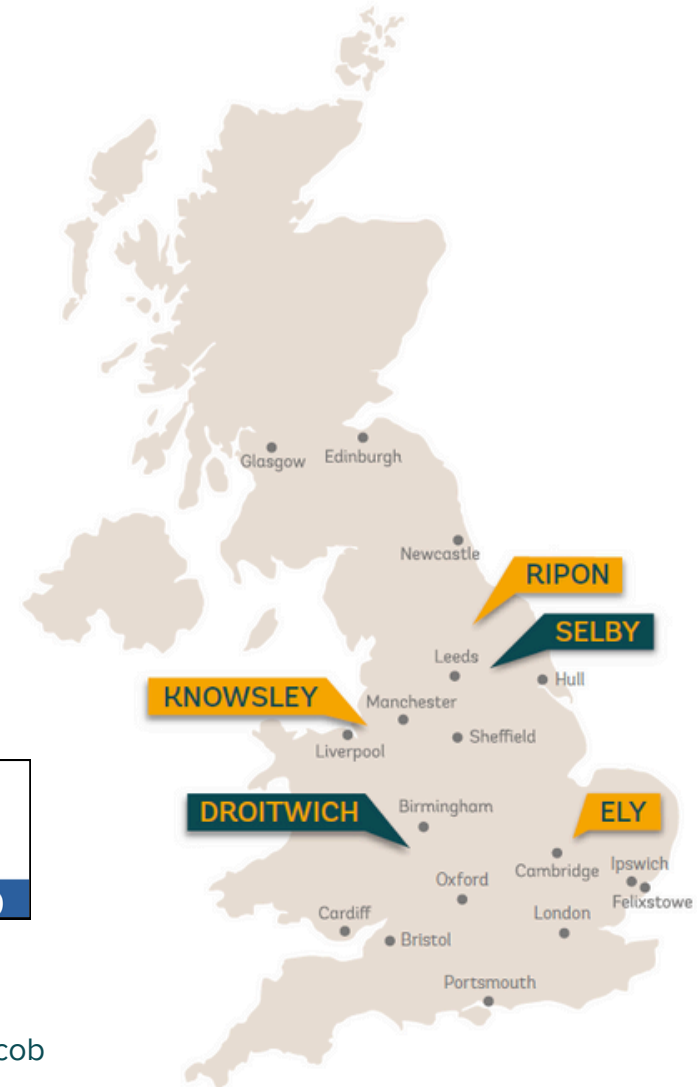 Glasgow
Edinburgh
Newcastle
RIPON
SELBY
Leeds
Hull
KNOWSLEY
Manchester
Sheffield
Liverpool
DROITWICH
Birmingham
ELY
Cambridge
Ipswich
Oxford
Felixstowe
Cardiff
London
Bristol
Portsmouth
cob